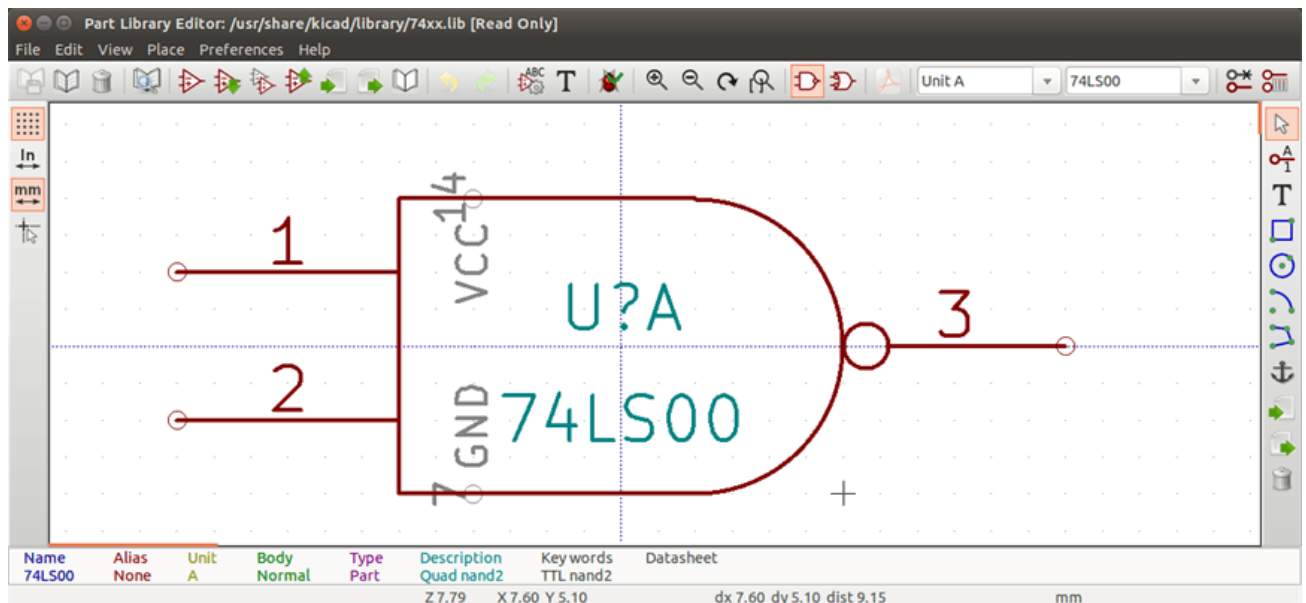 Part Library Editor: /usr/share/kicad/library/74xx.lib [Read Only]
File Edit View Place Preferences Help
ABC T Unit A 74LS00
In
mm
A
1
T
14
VCC
1
U?A
3
2
GND
74LS00
7
Name Alias Unit Body Type Description Keywords Datasheet
74LS00 None A Normal Part Quad nand2 TTL nand2
Z 7.79 X 7.60 Y 5.10 dx 7.60 dy 5.10 dist 9.15 mm